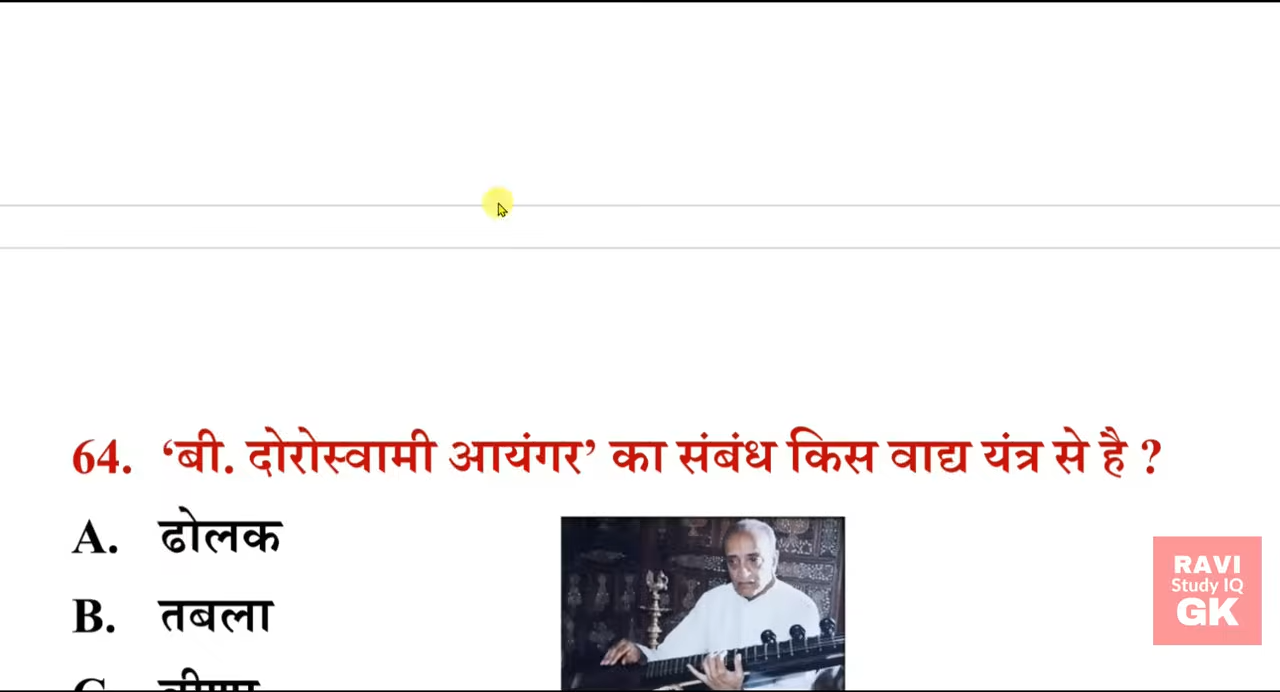 64. ‘बी. दोरोस्वामी आयंगर’ का संबंध किस वाद्य यंत्र से है ?
A. ढोलक
B. तबला
RAVI
Study IQ
GK